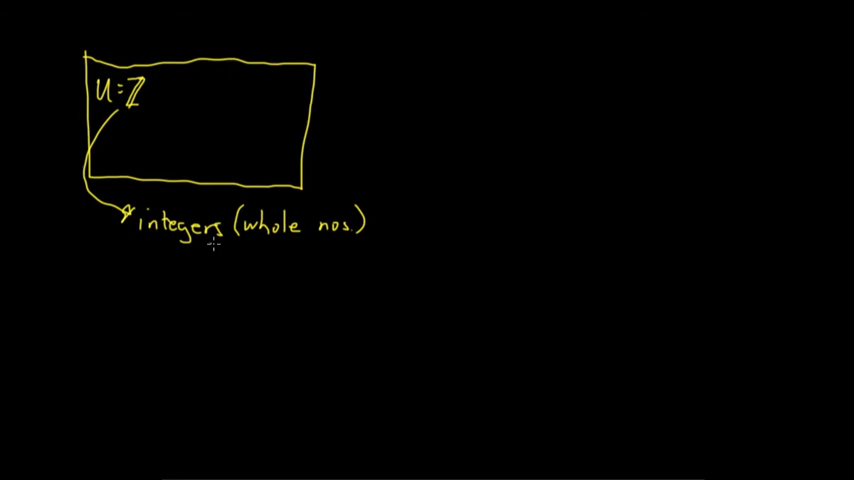 U = ℤ
integers (whole nos.)